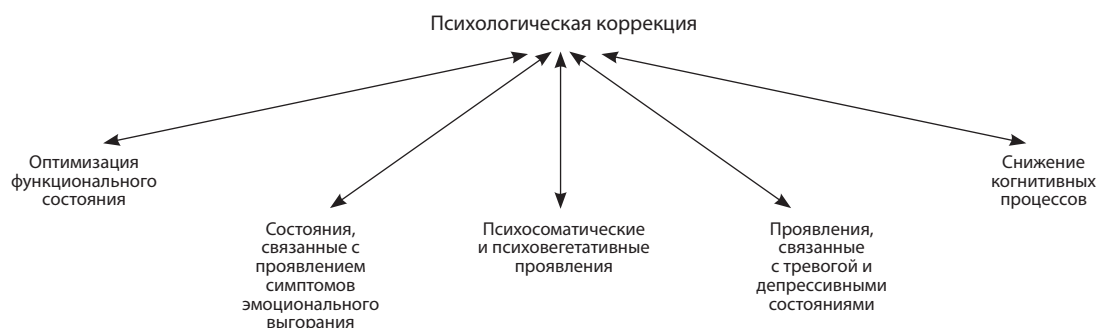 Психологическая коррекция
Оптимизация
функционального
состояния
Состояния,
связанные с
проявлением
симптомов
эмоционального
выгорания
Психосоматические
и психовегетативные
проявления
Проявления,
связанные
с тревогой и
депрессивными
состояниями
Снижение
когнитивных
процессов